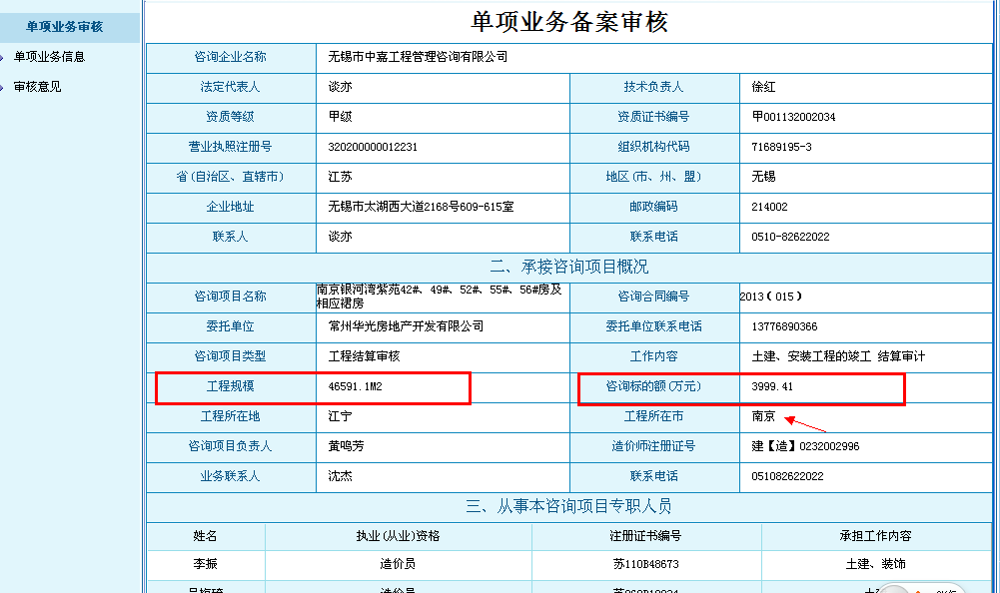 单项业务审核
单项业务信息
审核意见
单项业务备案审核
咨询企业名称 无锡市中嘉工程管理咨询有限公司
法定代表人 谈亦 技术负责人 徐红
资质等级 甲级 资质证书编号 甲001132002034
营业执照注册号 320200000012231 组织机构代码 71689195-3
省(自治区、直辖市) 江苏 地区(市、州、盟) 无锡
企业地址 无锡市太湖西大道2168号609-615室 邮政编码 214002
联系人 谈亦 联系电话 0510-82622022
二、承接咨询项目概况
咨询项目名称 南京银河湾紫苑42#、49#、52#、55#、56#房及
相应裙房 咨询合同编号 2013(015)
委托单位 常州华光房地产开发有限公司 委托单位联系电话 13776890366
咨询项目类型 工程结算审核 工作内容 土建、安装工程的竣工 结算审计
工程规模 46591.1M2 咨询标的额(万元) 3999.41
工程所在地 江宁 工程所在市 南京
咨询项目负责人 黄鸣芳 造价师注册证号 建【造】0232002996
业务联系人 沈杰 联系电话 051082622022
三、从事本咨询项目专职人员
姓名 执业(从业)资格 注册证书编号 承担工作内容
李振 造价员 苏110B48673 土建、装饰
造价员